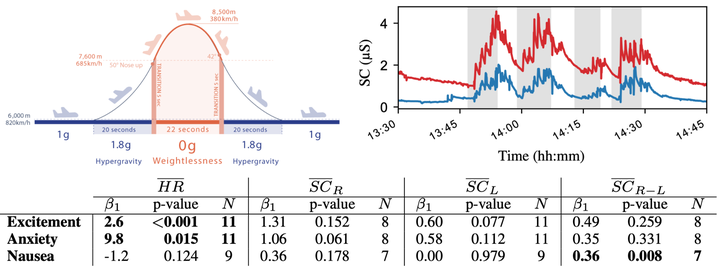 8,500 m
380km/h
7,600 m
685km/h
50° Nose up
42°
TRANSITION 5 sec
TRANSITION 5 sec
6,000 m
820km/h
20 seconds
22 seconds
20 seconds
1g
1.8g
0g
1.8g
1g
Hypergravity
Weightlessness
Hypergravity
SC (µS)
4
2
0
13:30
13:45
14:00
14:15
14:30
14:45
Time (hh:mm)
HR SC_R SC_L SC_R−L
β1 p-value N β1 p-value N β1 p-value N β1 p-value N
Excitement 2.6 <0.001 11 1.31 0.152 8 0.60 0.077 11 0.49 0.259 8
Anxiety 9.8 0.015 11 1.06 0.061 8 0.58 0.112 11 0.35 0.331 8
Nausea -1.2 0.124 9 0.36 0.178 7 0.00 0.979 9 0.36 0.008 7